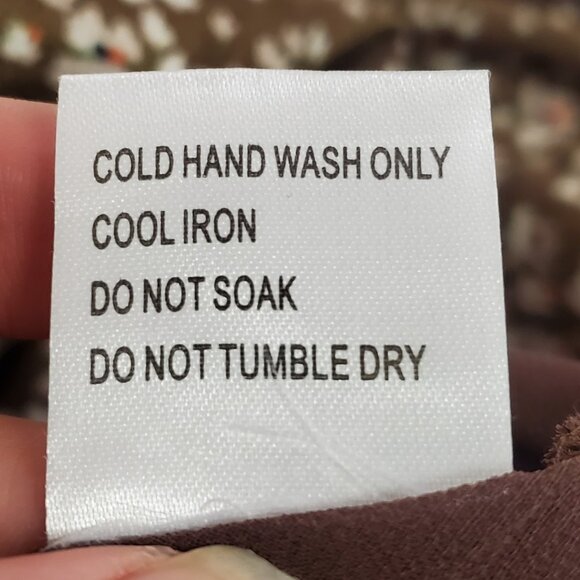 COLD HAND WASH ONLY
COOL IRON
DO NOT SOAK
DO NOT TUMBLE DRY